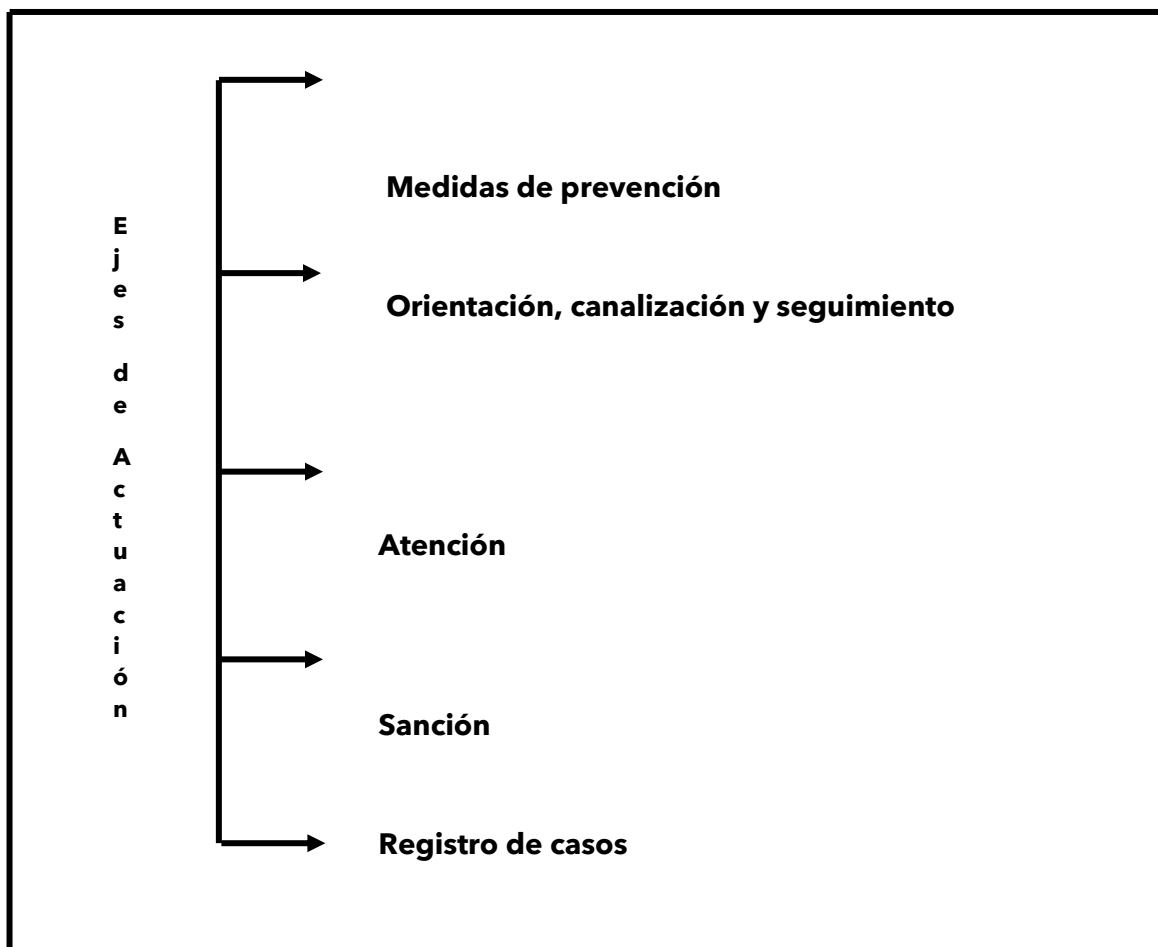 Ejes de Actuación
Medidas de prevención
Orientación, canalización y seguimiento
Atención
Sanción
Registro de casos